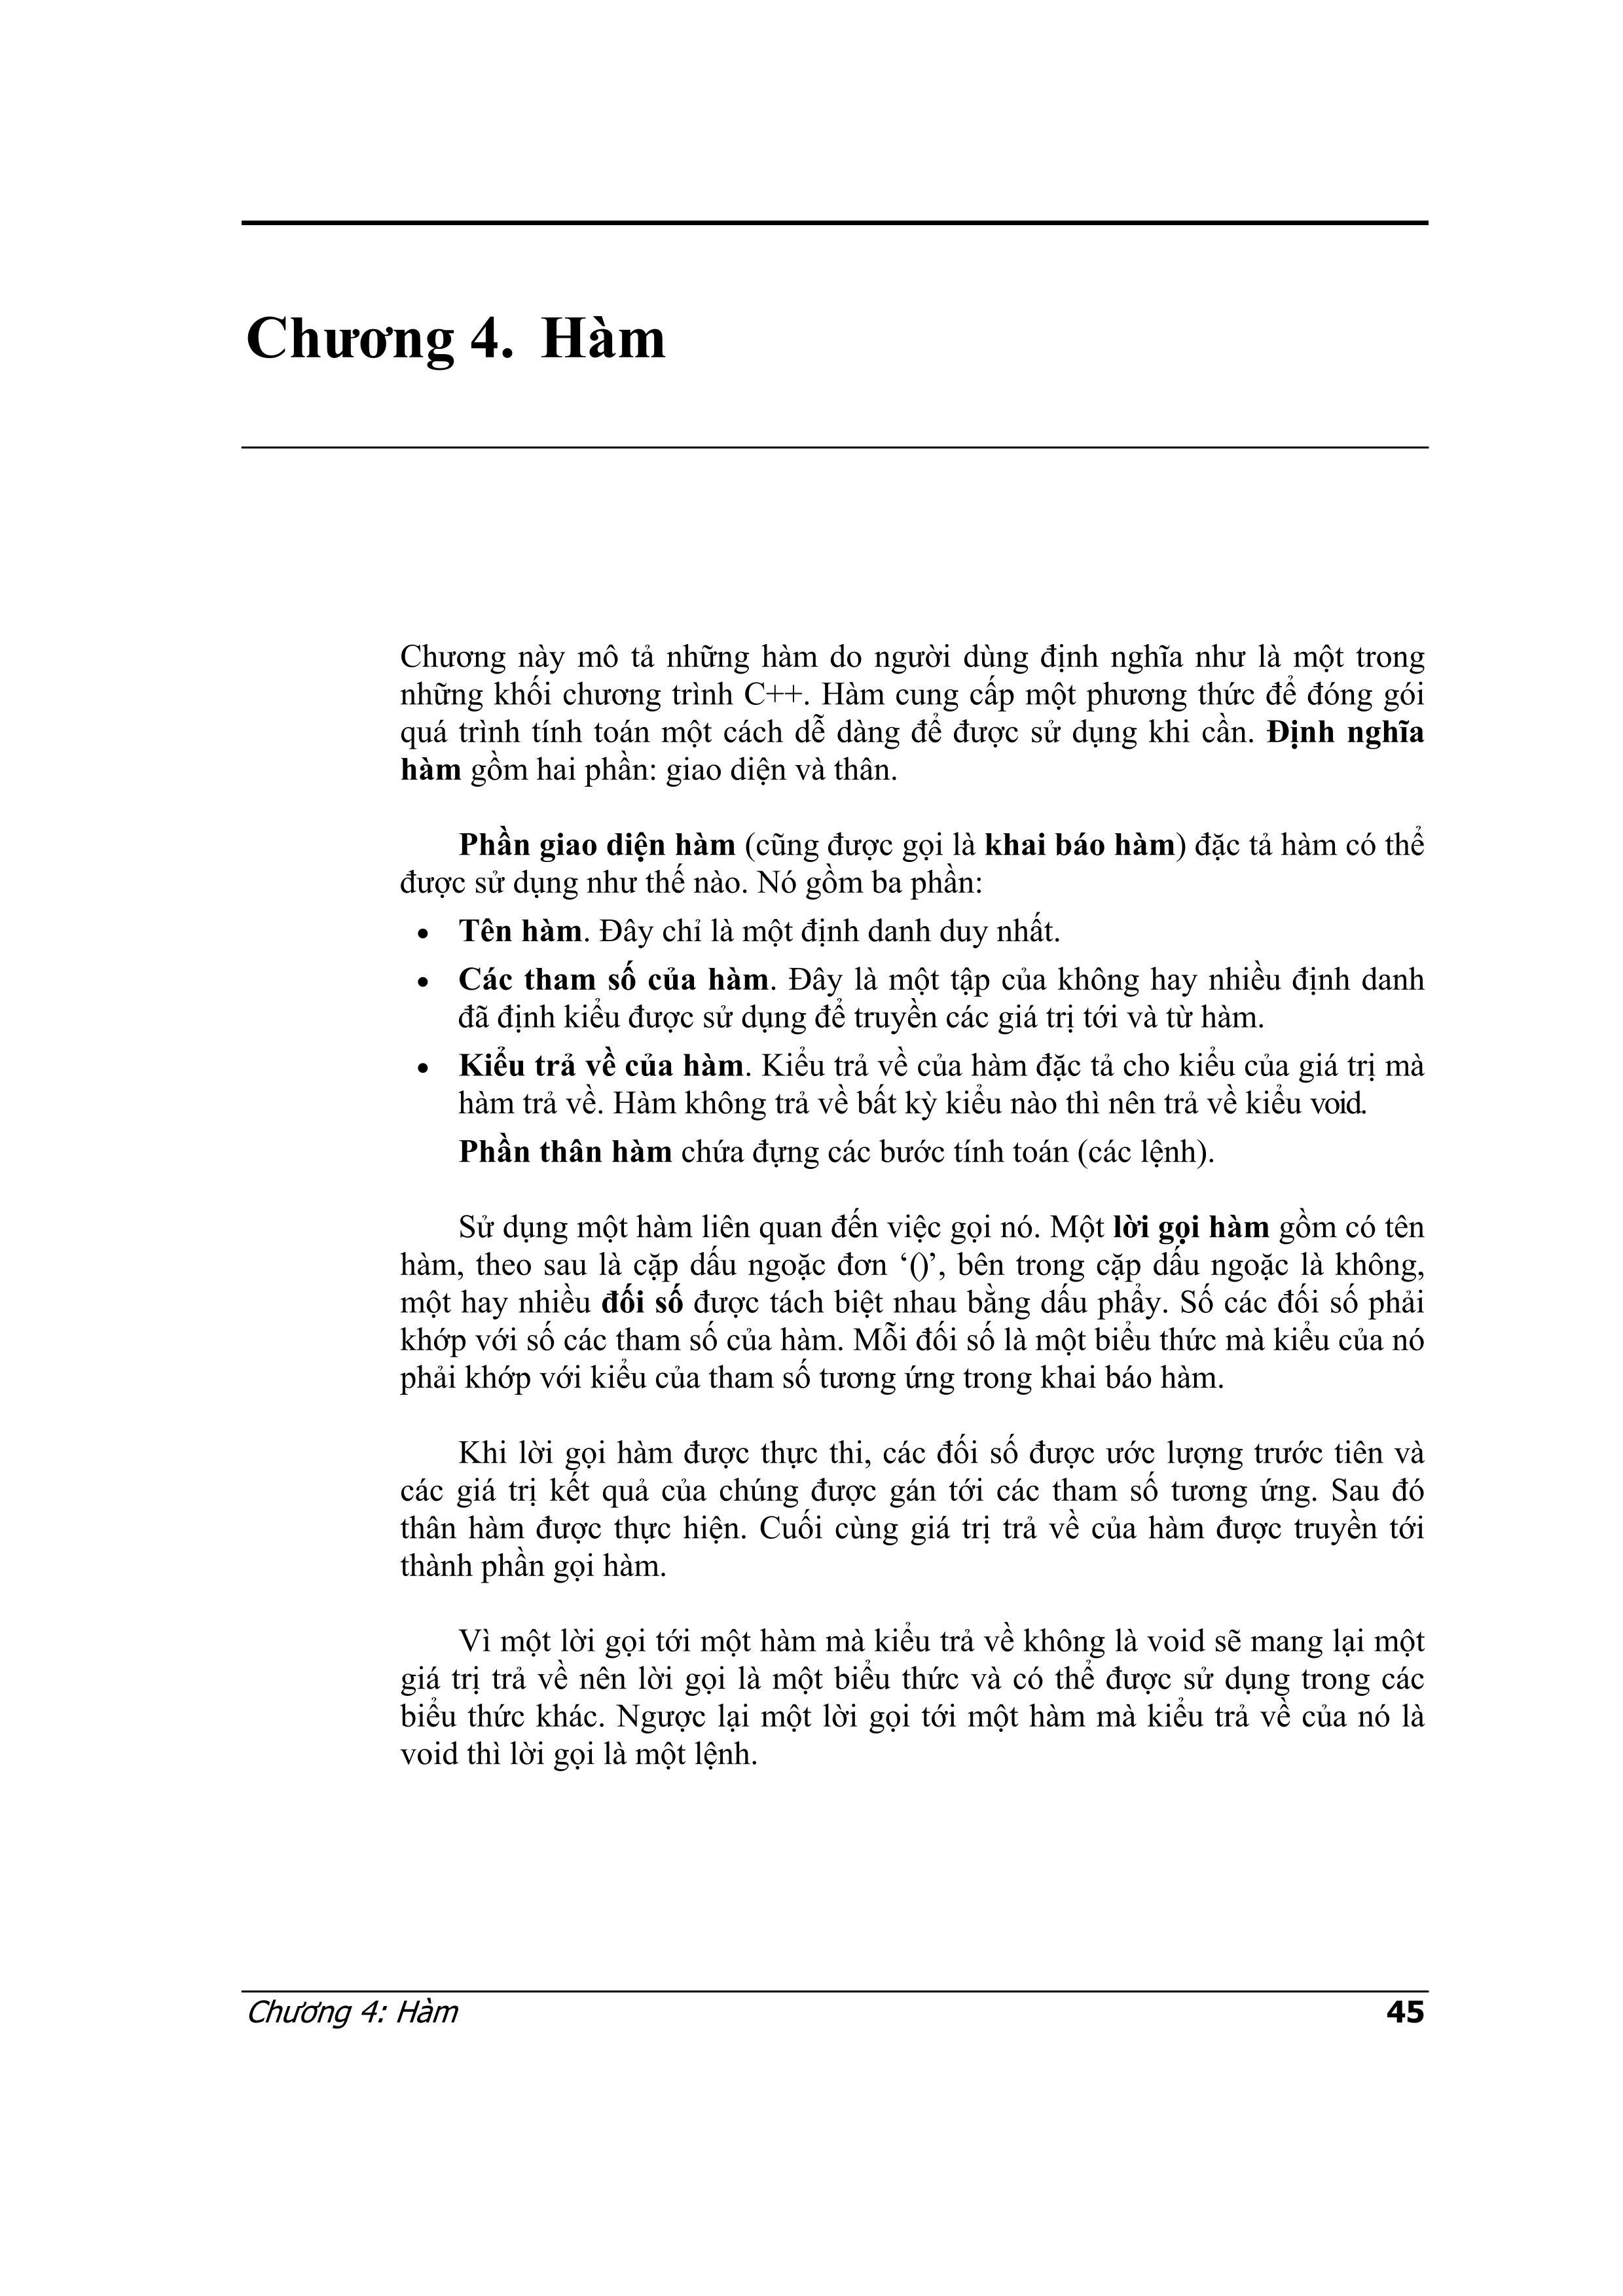 Chương 4. Hàm
Chương này mô tả những hàm do người dùng định nghĩa như là một trong
những khối chương trình C++. Hàm cung cấp một phương thức để đóng gói
quá trình tính toán một cách dễ dàng để được sử dụng khi cần. Định nghĩa
hàm gồm hai phần: giao diện và thân.
Phần giao diện hàm (cũng được gọi là khai báo hàm) đặc tả hàm có thể
được sử dụng như thế nào. Nó gồm ba phần:
• Tên hàm. Đây chỉ là một định danh duy nhất.
• Các tham số của hàm. Đây là một tập của không hay nhiều định danh
đã định kiểu được sử dụng để truyền các giá trị tới và từ hàm.
• Kiểu trả về của hàm. Kiểu trả về của hàm đặc tả cho kiểu của giá trị mà
hàm trả về. Hàm không trả về bất kỳ kiểu nào thì nên trả về kiểu void.
Phần thân hàm chứa đựng các bước tính toán (các lệnh).
Sử dụng một hàm liên quan đến việc gọi nó. Một lời gọi hàm gồm có tên
hàm, theo sau là cặp dấu ngoặc đơn ‘()’, bên trong cặp dấu ngoặc là không,
một hay nhiều đối số được tách biệt nhau bằng dấu phẩy. Số các đối số phải
khớp với số các tham số của hàm. Mỗi đối số là một biểu thức mà kiểu của nó
phải khớp với kiểu của tham số tương ứng trong khai báo hàm.
Khi lời gọi hàm được thực thi, các đối số được ước lượng trước tiên và
các giá trị kết quả của chúng được gán tới các tham số tương ứng. Sau đó
thân hàm được thực hiện. Cuối cùng giá trị trả về của hàm được truyền tới
thành phần gọi hàm.
Vì một lời gọi tới một hàm mà kiểu trả về không là void sẽ mang lại một
giá trị trả về nên lời gọi là một biểu thức và có thể được sử dụng trong các
biểu thức khác. Ngược lại một lời gọi tới một hàm mà kiểu trả về của nó là
void thì lời gọi là một lệnh.
Chương 4: Hàm 45